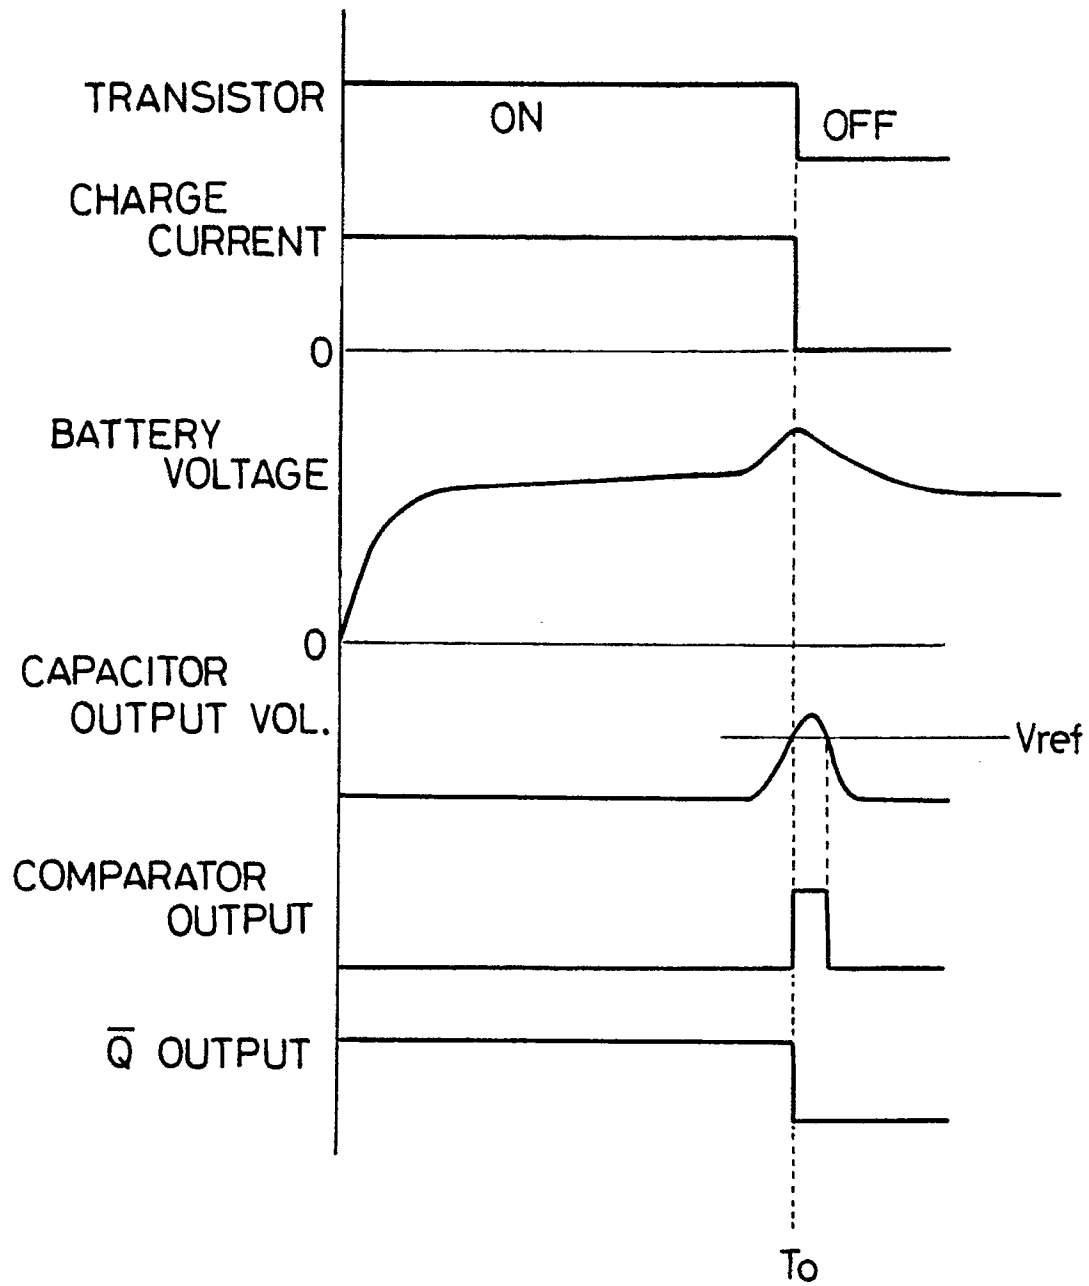 TRANSISTOR
ON
OFF
CHARGE
CURRENT
0
BATTERY
VOLTAGE
0
CAPACITOR
OUTPUT VOL.
Vref
COMPARATOR
OUTPUT
Q̅ OUTPUT
To